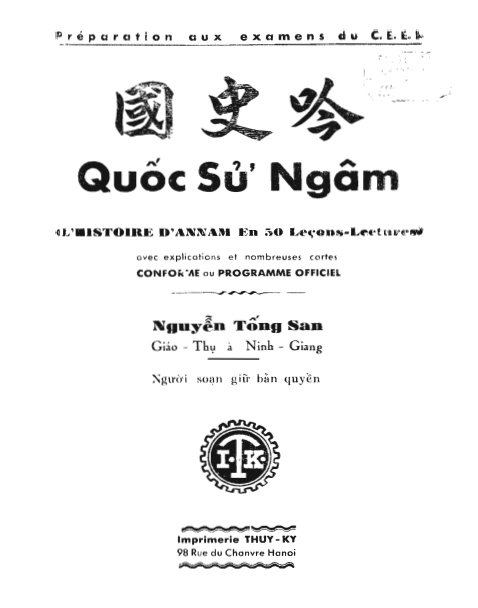 Préparation aux examens du C.E.É.I.
國史吟
Quốc Sử Ngâm
«L'HISTOIRE D'ANNAM En 50 Leçons-Lectures»
avec explications et nombreuses cartes
CONFORME au PROGRAMME OFFICIEL
Nguyễn Tống San
Giáo - Thụ à Ninh - Giang
Người soạn giữ bản quyền
I.T.K.
Imprimerie THUY-KY
98 Rue du Chanvre Hanoi